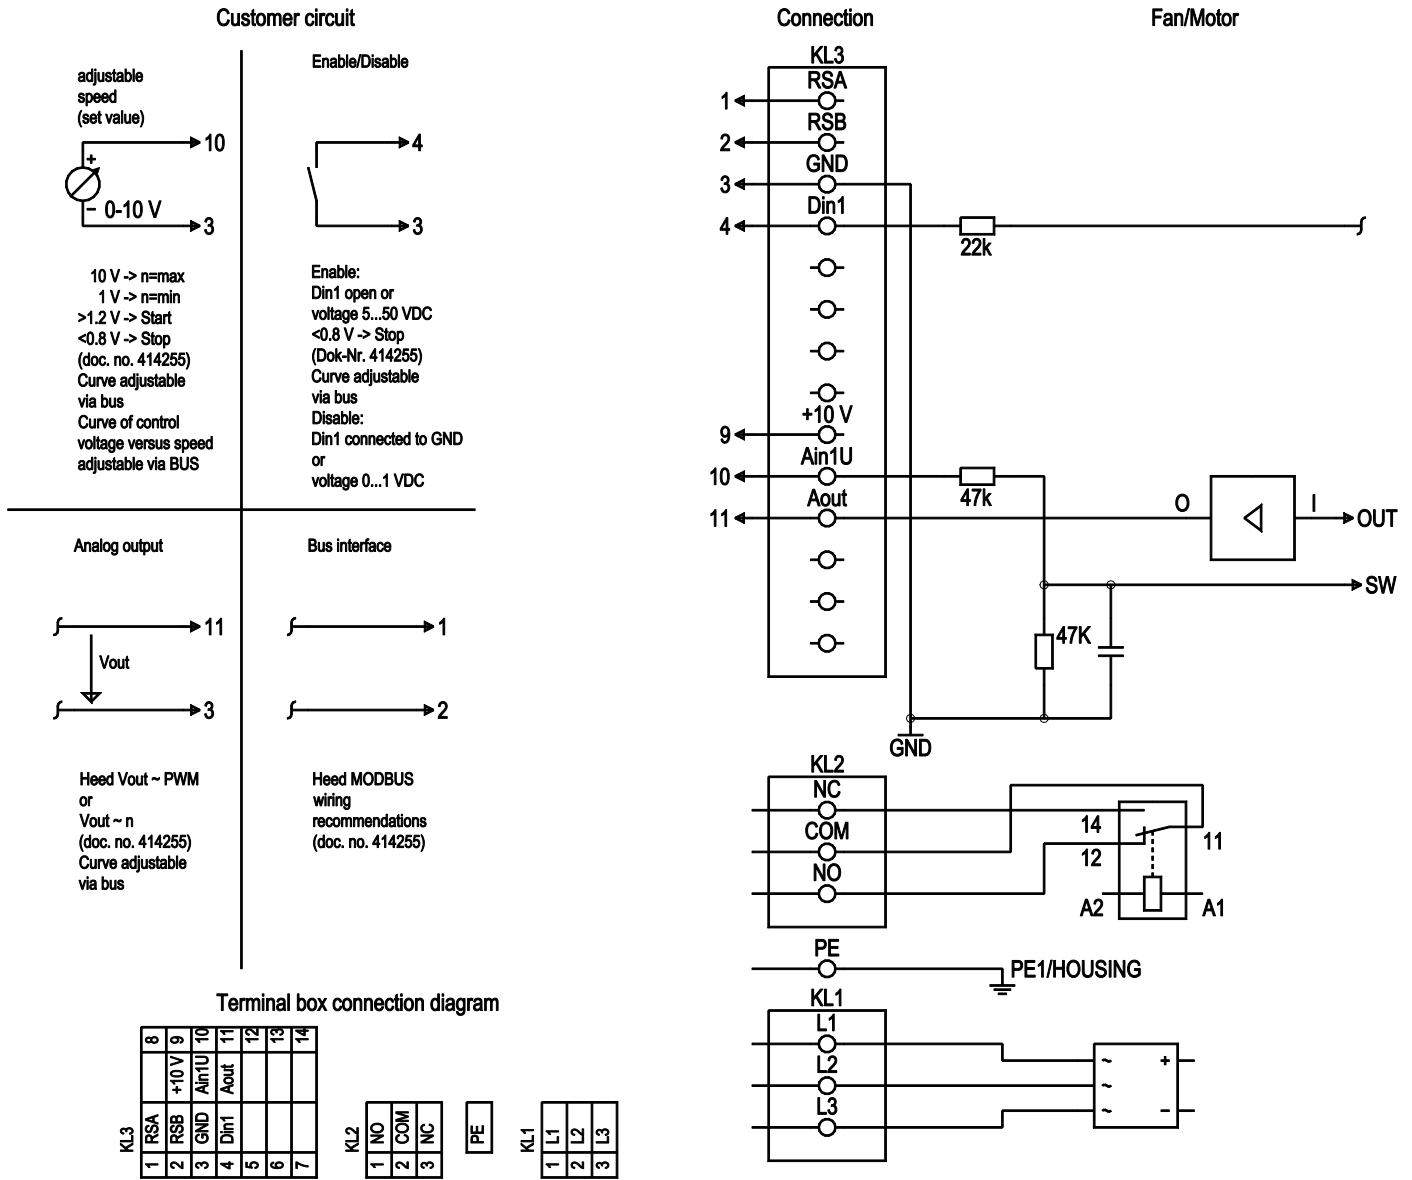 Customer circuit
Connection
Fan/Motor
adjustable
speed
(set value)
10
+
–
0-10 V
3
10 V -> n=max
1 V -> n=min
>1.2 V -> Start
<0.8 V -> Stop
(doc. no. 414255)
Curve adjustable
via bus
Curve of control
voltage versus speed
adjustable via BUS
Enable/Disable
4
3
Enable:
Din1 open or
voltage 5...50 VDC
<0.8 V -> Stop
(Dok-Nr. 414255)
Curve adjustable
via bus
Disable:
Din1 connected to GND
or
voltage 0...1 VDC
Analog output
11
Vout
3
Heed Vout ~ PWM
or
Vout ~ n
(doc. no. 414255)
Curve adjustable
via bus
Bus interface
1
2
Heed MODBUS
wiring
recommendations
(doc. no. 414255)
KL3
RSA
1
RSB
2
GND
3
Din1
4
22k
+10 V
9
Ain1U
10
47k
Aout
11
O
I
OUT
SW
47K
GND
KL2
NC
COM
NO
14
12
11
A2
A1
PE
PE1/HOUSING
KL1
L1
L2
L3
~
~
~
+
–
Terminal box connection diagram
KL3
8 9 10 11 12 13 14
+10 V Ain1U Aout
RSA RSB GND Din1
1 2 3 4 5 6 7
KL2
NO COM NC
1 2 3
PE
KL1
L1 L2 L3
1 2 3